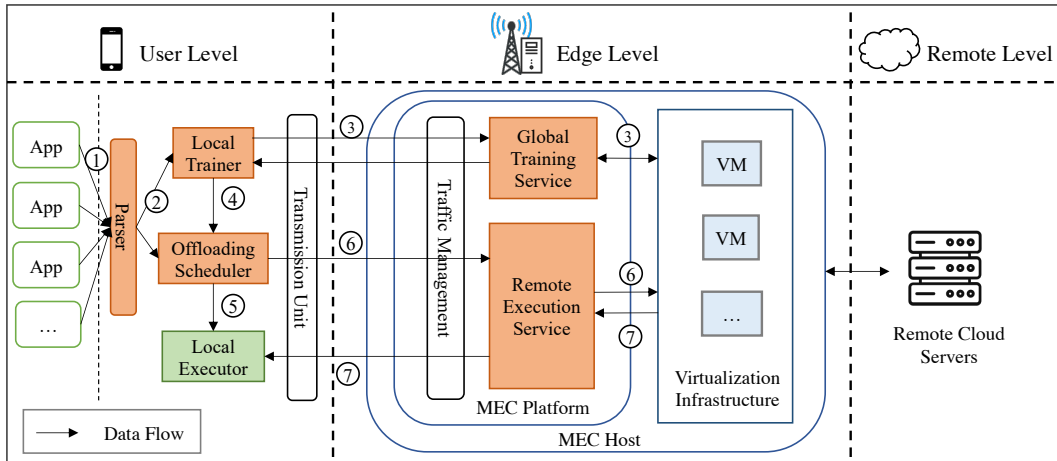 User Level
Edge Level
Remote Level
App
App
App
...
①
Parser
②
Local
Trainer
④
Offloading
Scheduler
⑤
Local
Executor
Transmission Unit
③
⑥
⑦
Traffic Management
Global
Training
Service
③
Remote
Execution
Service
⑥
⑦
MEC Platform
MEC Host
VM
VM
...
Virtualization
Infrastructure
Remote Cloud
Servers
Data Flow